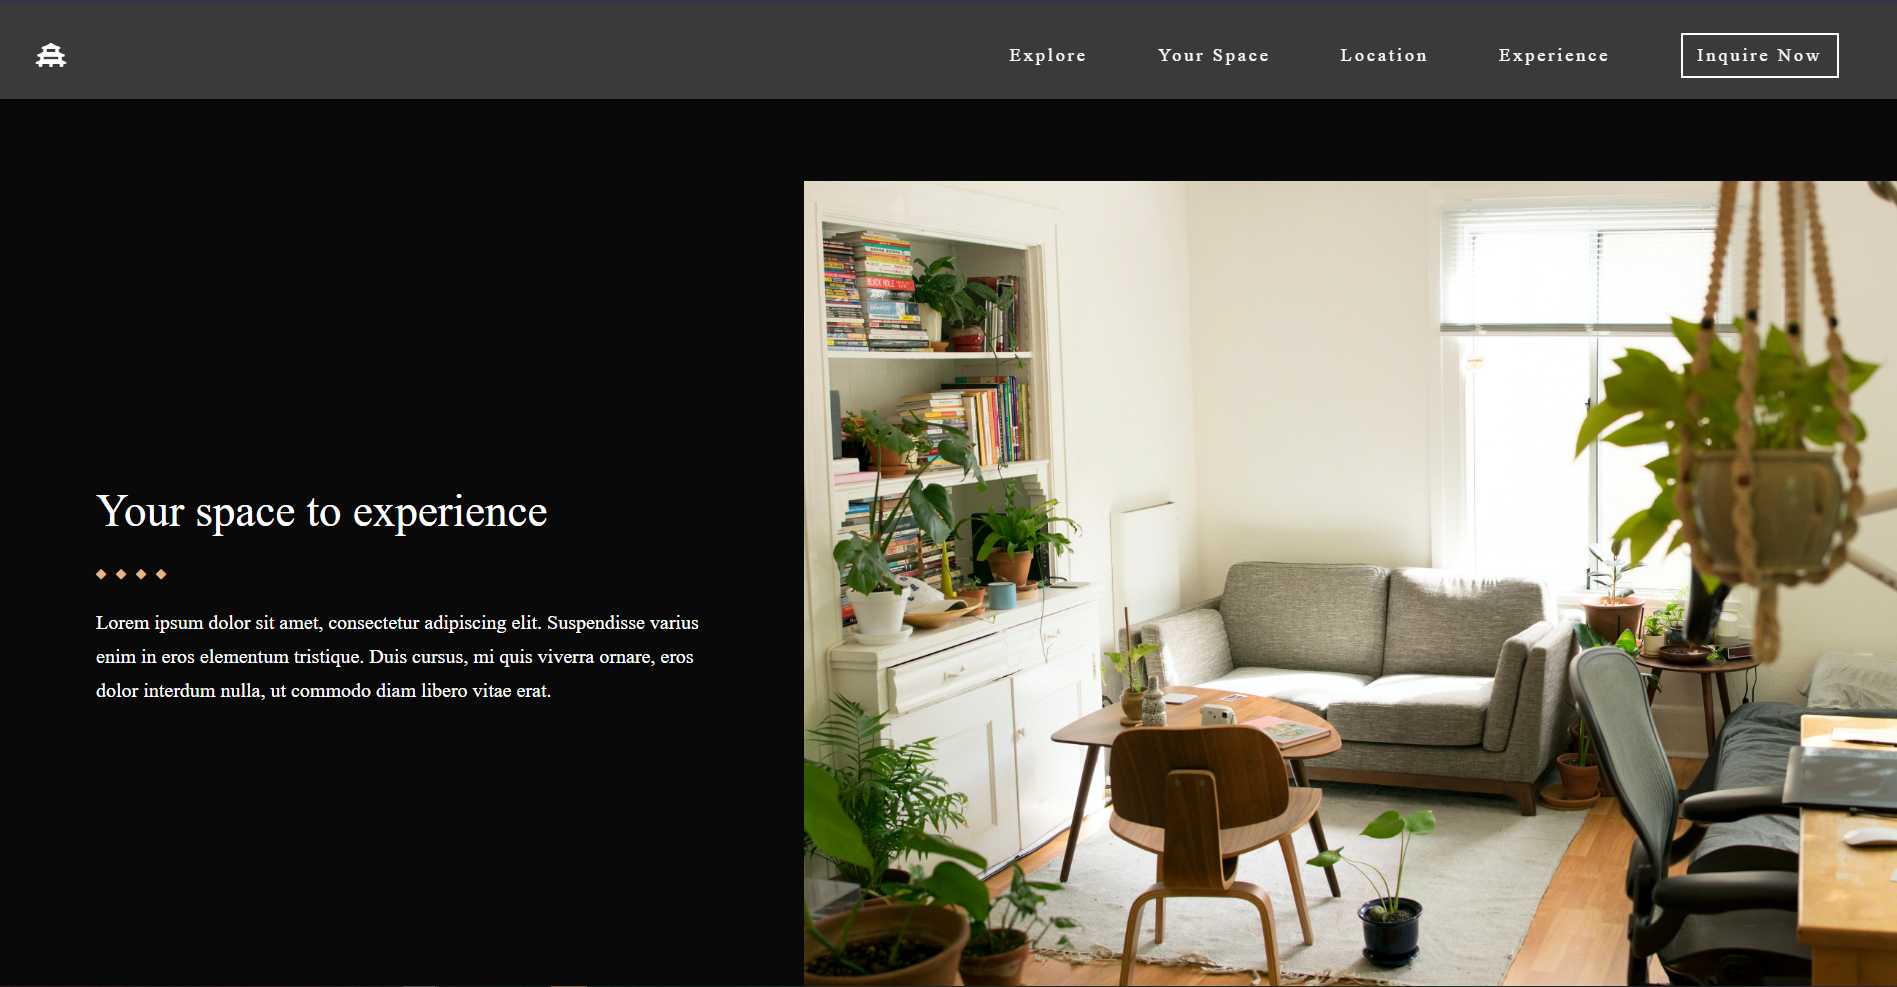 Explore
Your Space
Location
Experience
Inquire Now
Your space to experience
Lorem ipsum dolor sit amet, consectetur adipiscing elit. Suspendisse varius
enim in eros elementum tristique. Duis cursus, mi quis viverra ornare, eros
dolor interdum nulla, ut commodo diam libero vitae erat.